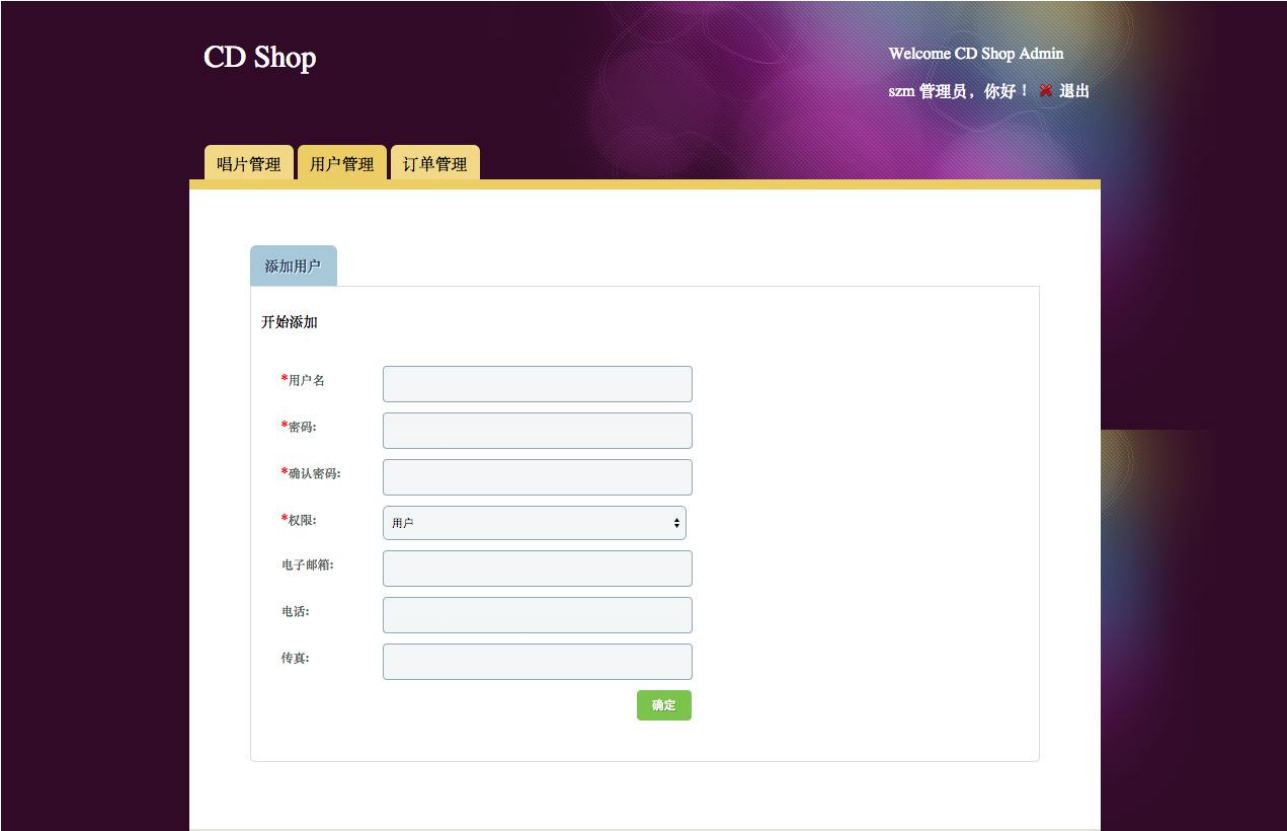 CD Shop
Welcome CD Shop Admin
szm 管理员，你好！ 退出
唱片管理 用户管理 订单管理
添加用户
开始添加
*用户名
*密码:
*确认密码:
*权限: 用户
电子邮箱:
电话:
传真:
确定